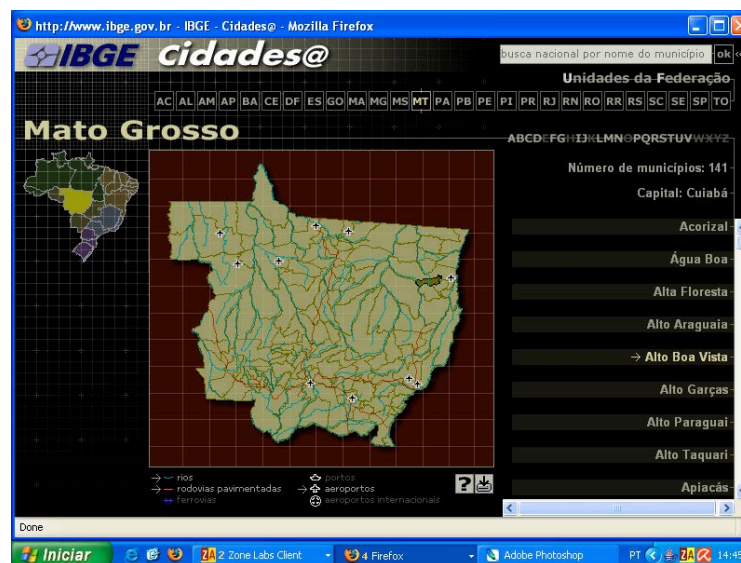 http://www.ibge.gov.br - IBGE - Cidades@ - Mozilla Firefox
IBGE Cidades@
busca nacional por nome do município ok
Unidades da Federação
AC AL AM AP BA CE DF ES GO MA MG MS MT PA PB PE PI PR RJ RN RO RR RS SC SE SP TO
Mato Grosso
ABCDEFGHIJKLMNOPQRSTUVWXYZ
Número de municípios: 141
Capital: Cuiabá
Acorizal
Água Boa
Alta Floresta
Alto Araguaia
→ Alto Boa Vista
Alto Garças
Alto Paraguai
Alto Taquari
Apiacás
rios
rodovias pavimentadas
ferrovias
portos
aeroportos
aeroportos internacionais
?
Done
Iniciar
ZA 2 Zone Labs Client
4 Firefox
Adobe Photoshop
PT
ZA
14:45